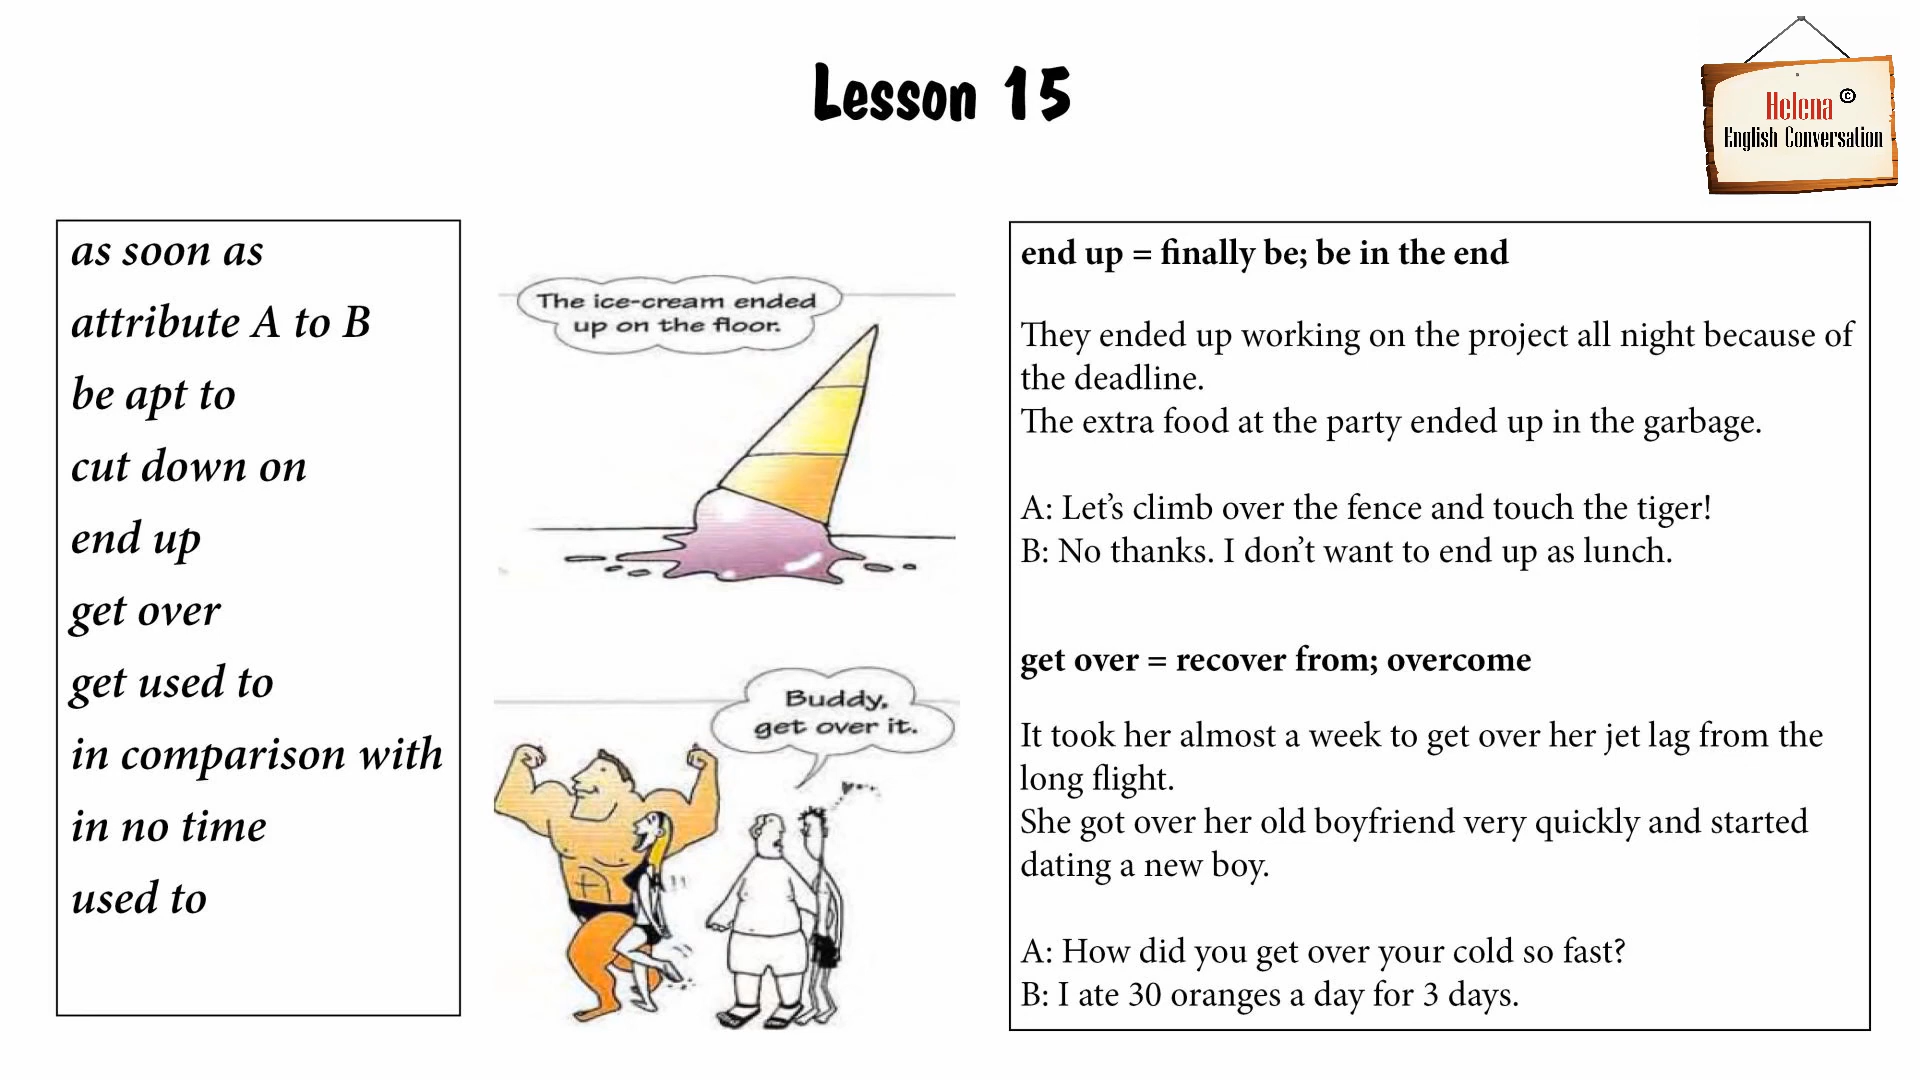 Lesson 15
Helena ©
English Conversation
as soon as
attribute A to B
be apt to
cut down on
end up
get over
get used to
in comparison with
in no time
used to
The ice-cream ended
up on the floor.
Buddy,
get over it.
end up = finally be; be in the end
They ended up working on the project all night because of
the deadline.
The extra food at the party ended up in the garbage.
A: Let’s climb over the fence and touch the tiger!
B: No thanks. I don’t want to end up as lunch.
get over = recover from; overcome
It took her almost a week to get over her jet lag from the
long flight.
She got over her old boyfriend very quickly and started
dating a new boy.
A: How did you get over your cold so fast?
B: I ate 30 oranges a day for 3 days.